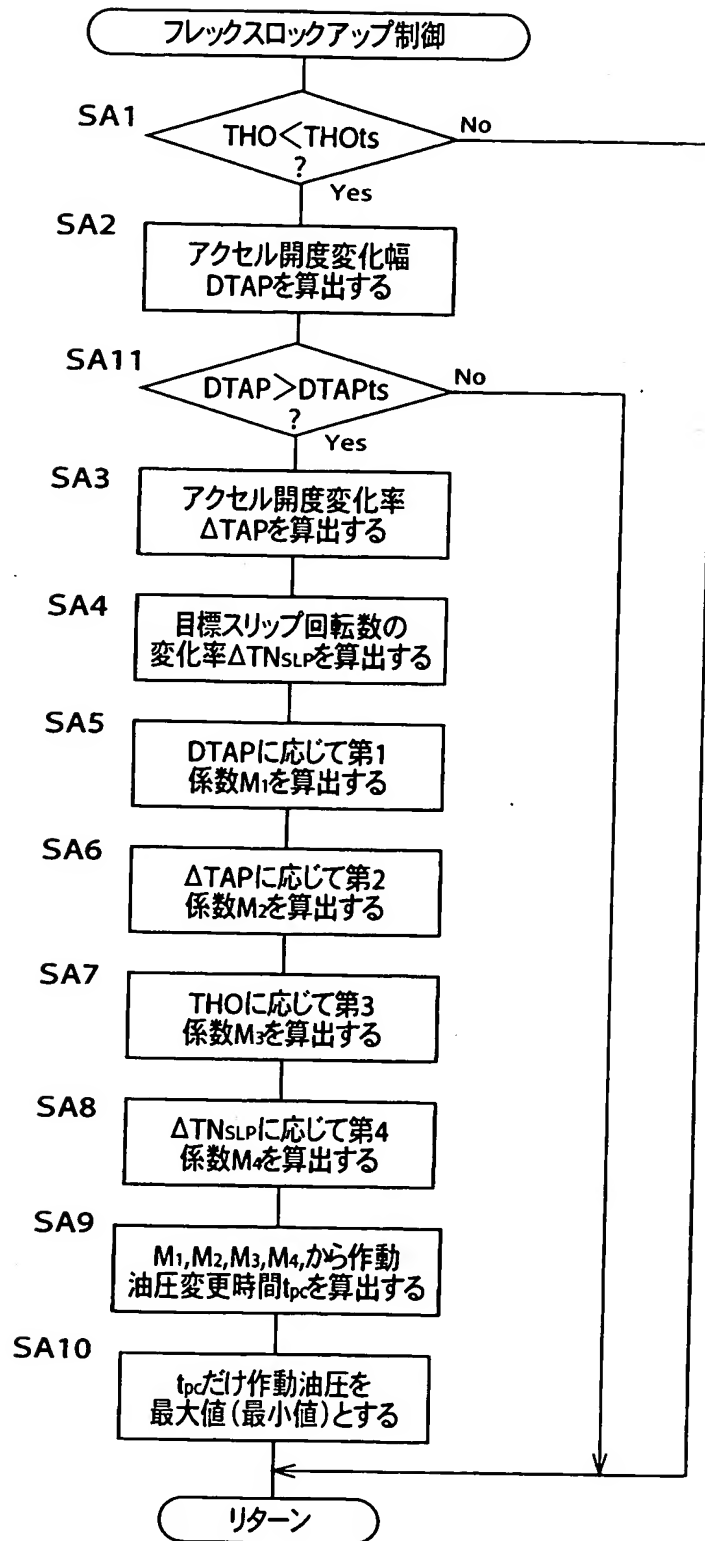 フレックスロックアップ制御
SA1
THO<THOts
?
No
Yes
SA2
アクセル開度変化幅
DTAPを算出する
SA11
DTAP>DTAPts
?
No
Yes
SA3
アクセル開度変化率
ΔTAPを算出する
SA4
目標スリップ回転数の
変化率ΔTNSLPを算出する
SA5
DTAPに応じて第1
係数M1を算出する
SA6
ΔTAPに応じて第2
係数M2を算出する
SA7
THOに応じて第3
係数M3を算出する
SA8
ΔTNSLPに応じて第4
係数M4を算出する
SA9
M1,M2,M3,M4,から作動
油圧変更時間tpcを算出する
SA10
tpcだけ作動油圧を
最大値(最小値)とする
リターン